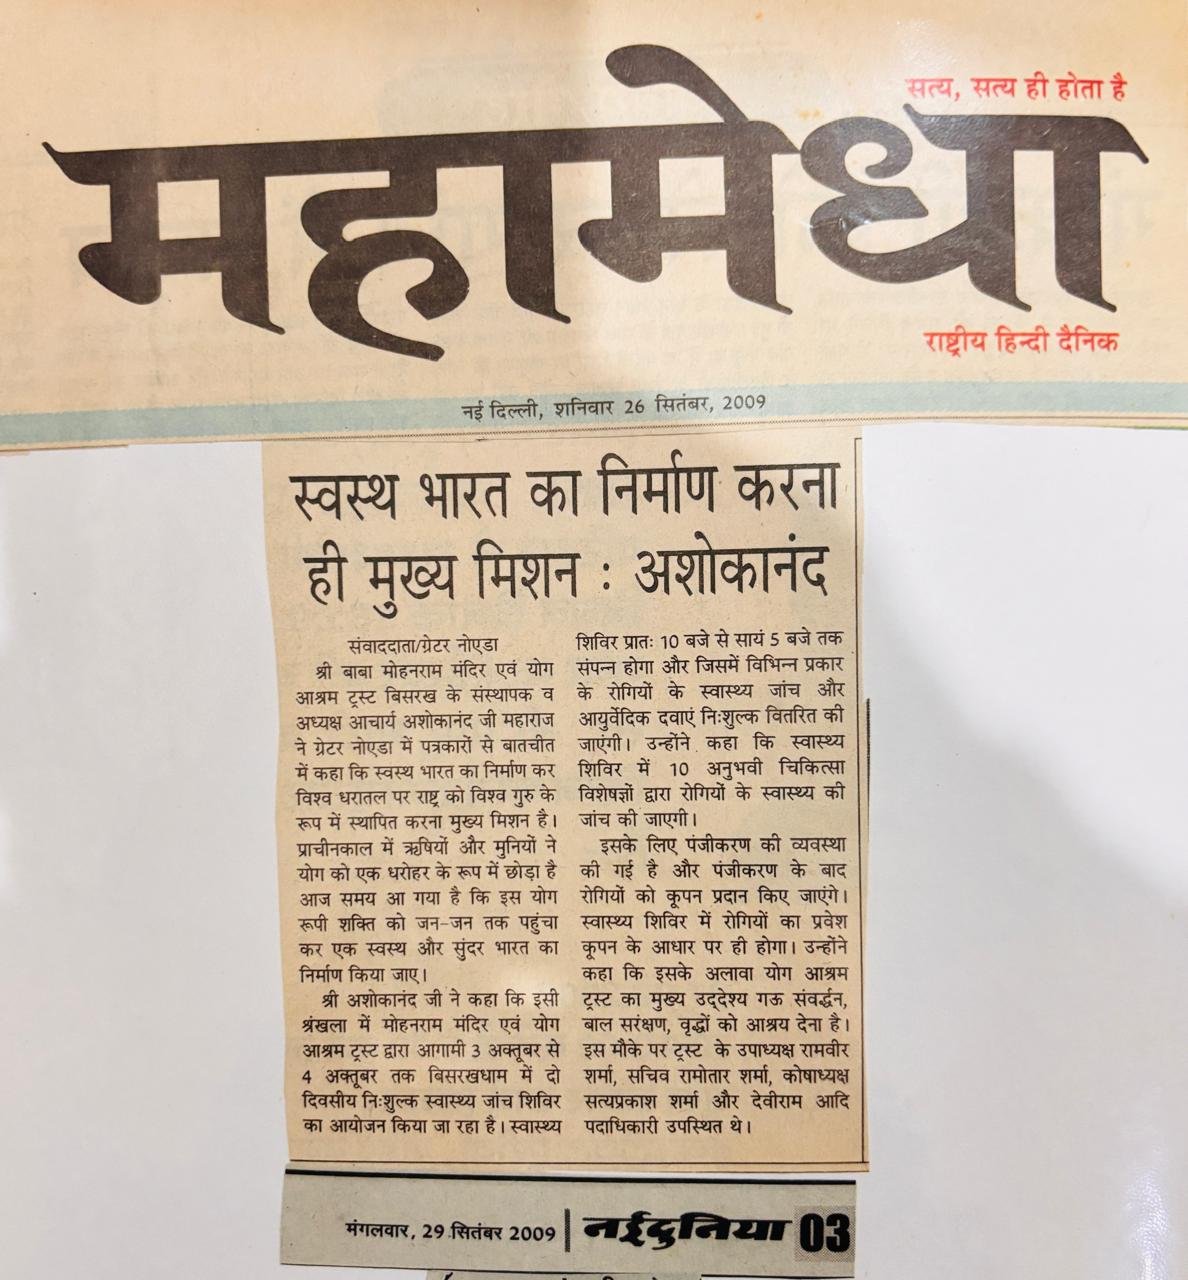 सत्य, सत्य ही होता है
महामेधा
राष्ट्रीय हिन्दी दैनिक
नई दिल्ली, शनिवार 26 सितंबर, 2009
स्वस्थ भारत का निर्माण करना
ही मुख्य मिशन : अशोकानंद
संवाददाता/ग्रेटर नोएडा
श्री बाबा मोहनराम मंदिर एवं योग
आश्रम ट्रस्ट बिसरख के संस्थापक व
अध्यक्ष आचार्य अशोकानंद जी महाराज
ने ग्रेटर नोएडा में पत्रकारों से बातचीत
में कहा कि स्वस्थ भारत का निर्माण कर
विश्व धरातल पर राष्ट्र को विश्व गुरु के
रूप में स्थापित करना मुख्य मिशन है।
प्राचीनकाल में ऋषियों और मुनियों ने
योग को एक धरोहर के रूप में छोड़ा है
आज समय आ गया है कि इस योग
रूपी शक्ति को जन-जन तक पहुंचा
कर एक स्वस्थ और सुंदर भारत का
निर्माण किया जाए।
श्री अशोकानंद जी ने कहा कि इसी
श्रंखला में मोहनराम मंदिर एवं योग
आश्रम ट्रस्ट द्वारा आगामी 3 अक्तूबर से
4 अक्तूबर तक बिसरखधाम में दो
दिवसीय निःशुल्क स्वास्थ्य जांच शिविर
का आयोजन किया जा रहा है। स्वास्थ्य
शिविर प्रातः 10 बजे से सायं 5 बजे तक
संपन्न होगा और जिसमें विभिन्न प्रकार
के रोगियों के स्वास्थ्य जांच और
आयुर्वेदिक दवाएं निःशुल्क वितरित की
जाएंगी। उन्होंने कहा कि स्वास्थ्य
शिविर में 10 अनुभवी चिकित्सा
विशेषज्ञों द्वारा रोगियों के स्वास्थ्य की
जांच की जाएगी।
इसके लिए पंजीकरण की व्यवस्था
की गई है और पंजीकरण के बाद
रोगियों को कूपन प्रदान किए जाएंगे।
स्वास्थ्य शिविर में रोगियों का प्रवेश
कूपन के आधार पर ही होगा। उन्होंने
कहा कि इसके अलावा योग आश्रम
ट्रस्ट का मुख्य उद्देश्य गऊ संवर्द्धन,
बाल सरंक्षण, वृद्धों को आश्रय देना है।
इस मौके पर ट्रस्ट के उपाध्यक्ष रामवीर
शर्मा, सचिव रामोतार शर्मा, कोषाध्यक्ष
सत्यप्रकाश शर्मा और देवीराम आदि
पदाधिकारी उपस्थित थे।
मंगलवार, 29 सितंबर 2009 नईदुनिया 03